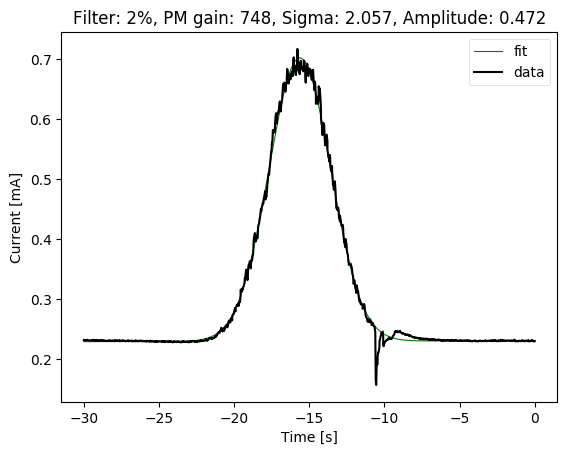 Filter: 2%, PM gain: 748, Sigma: 2.057, Amplitude: 0.472
fit
data
0.7
0.6
0.5
0.4
0.3
0.2
Current [mA]
−30
−25
−20
−15
−10
−5
0
Time [s]